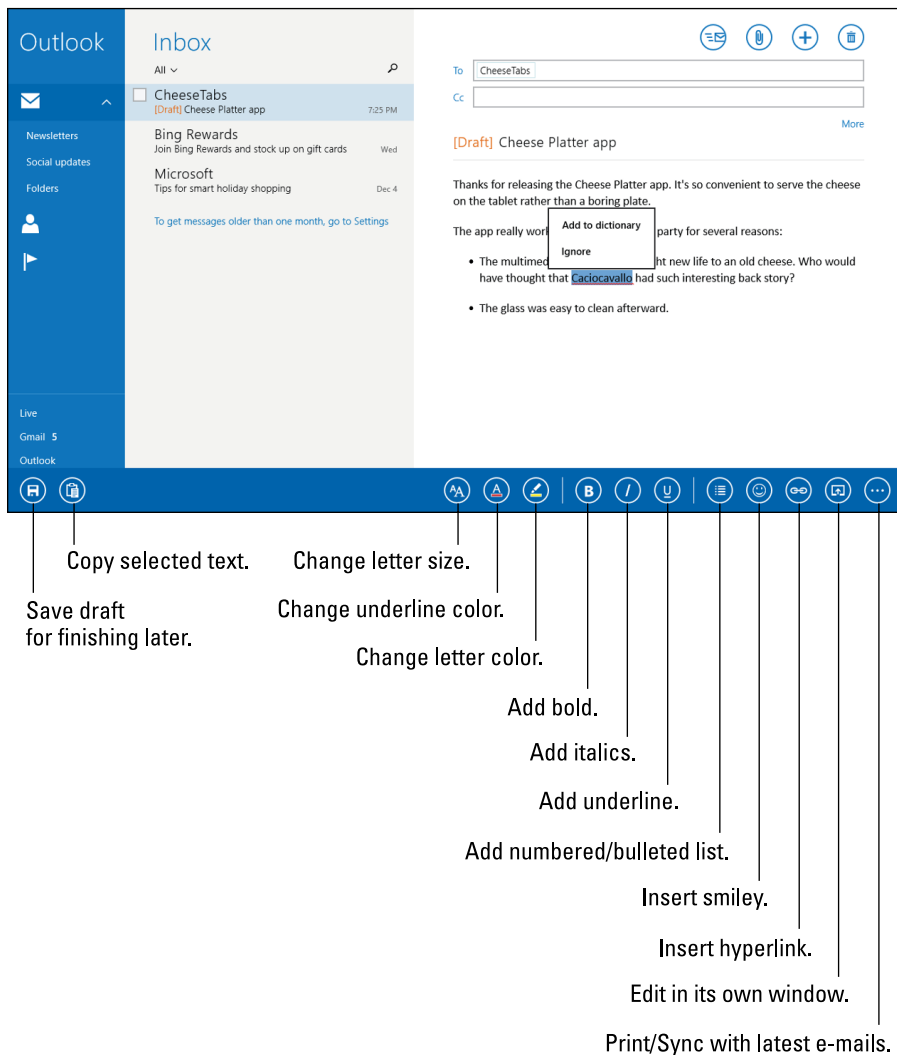 Outlook
Newsletters
Social updates
Folders
Live
Gmail 5
Outlook
Inbox
All
CheeseTabs
[Draft] Cheese Platter app 7:25 PM
Bing Rewards
Join Bing Rewards and stock up on gift cards Wed
Microsoft
Tips for smart holiday shopping Dec 4
To get messages older than one month, go to Settings
To CheeseTabs
Cc
More
[Draft] Cheese Platter app
Thanks for releasing the Cheese Platter app. It's so convenient to serve the cheese
on the tablet rather than a boring plate.
The app really wor party for several reasons:
Add to dictionary
Ignore
• The multimed ht new life to an old cheese. Who would
have thought that Caciocavallo had such interesting back story?
• The glass was easy to clean afterward.
AA A B I U
Copy selected text.
Save draft
for finishing later.
Change letter size.
Change underline color.
Change letter color.
Add bold.
Add italics.
Add underline.
Add numbered/bulleted list.
Insert smiley.
Insert hyperlink.
Edit in its own window.
Print/Sync with latest e-mails.